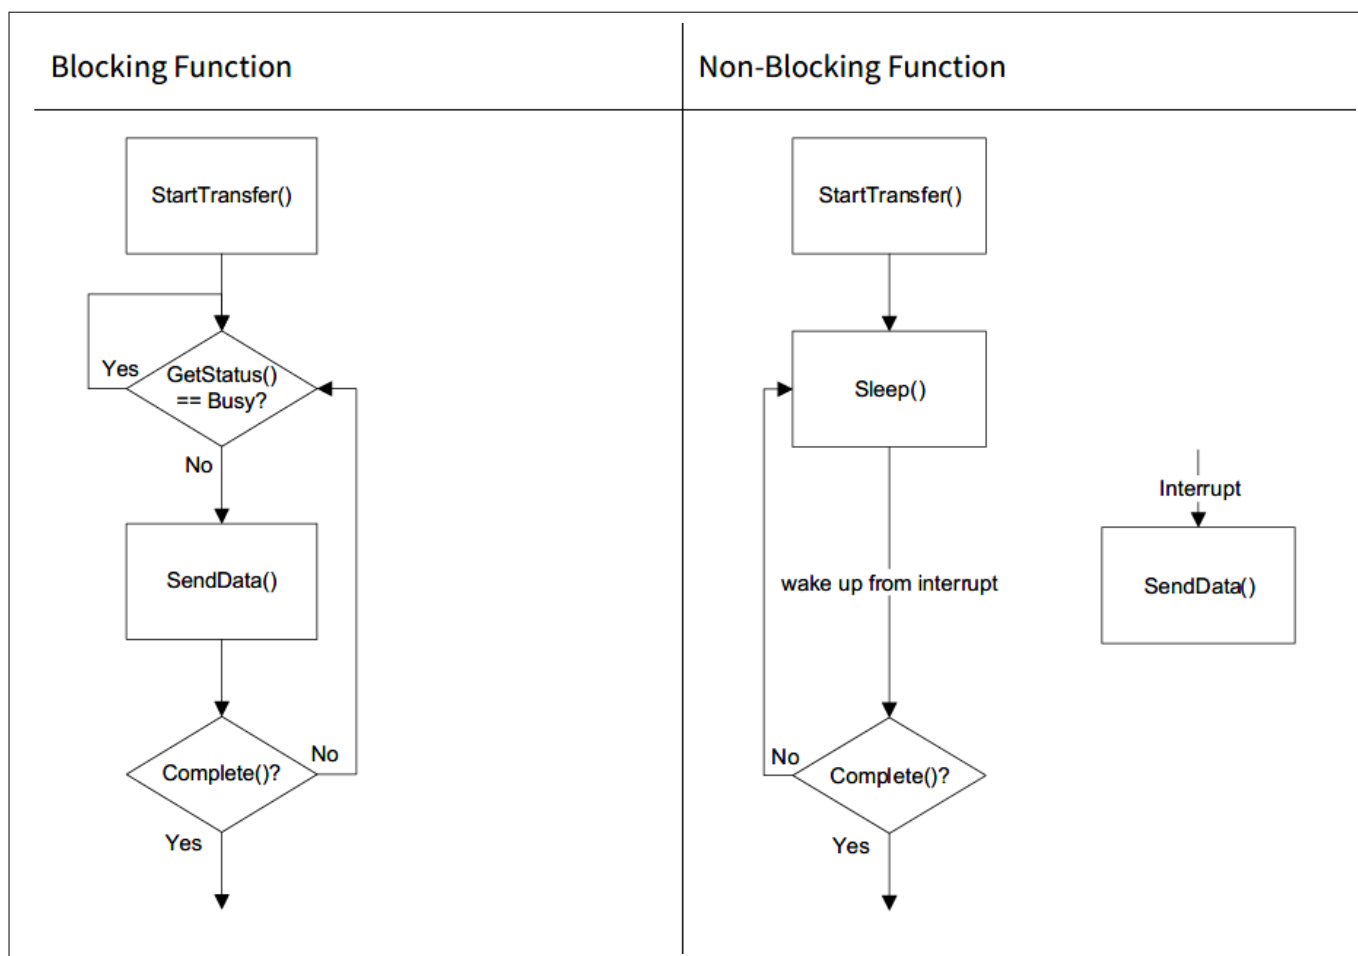 Blocking Function
StartTransfer()
Yes
GetStatus()
== Busy?
No
SendData()
Complete()?
No
Yes
Non-Blocking Function
StartTransfer()
Sleep()
wake up from interrupt
No
Complete()?
Yes
Interrupt
SendData()